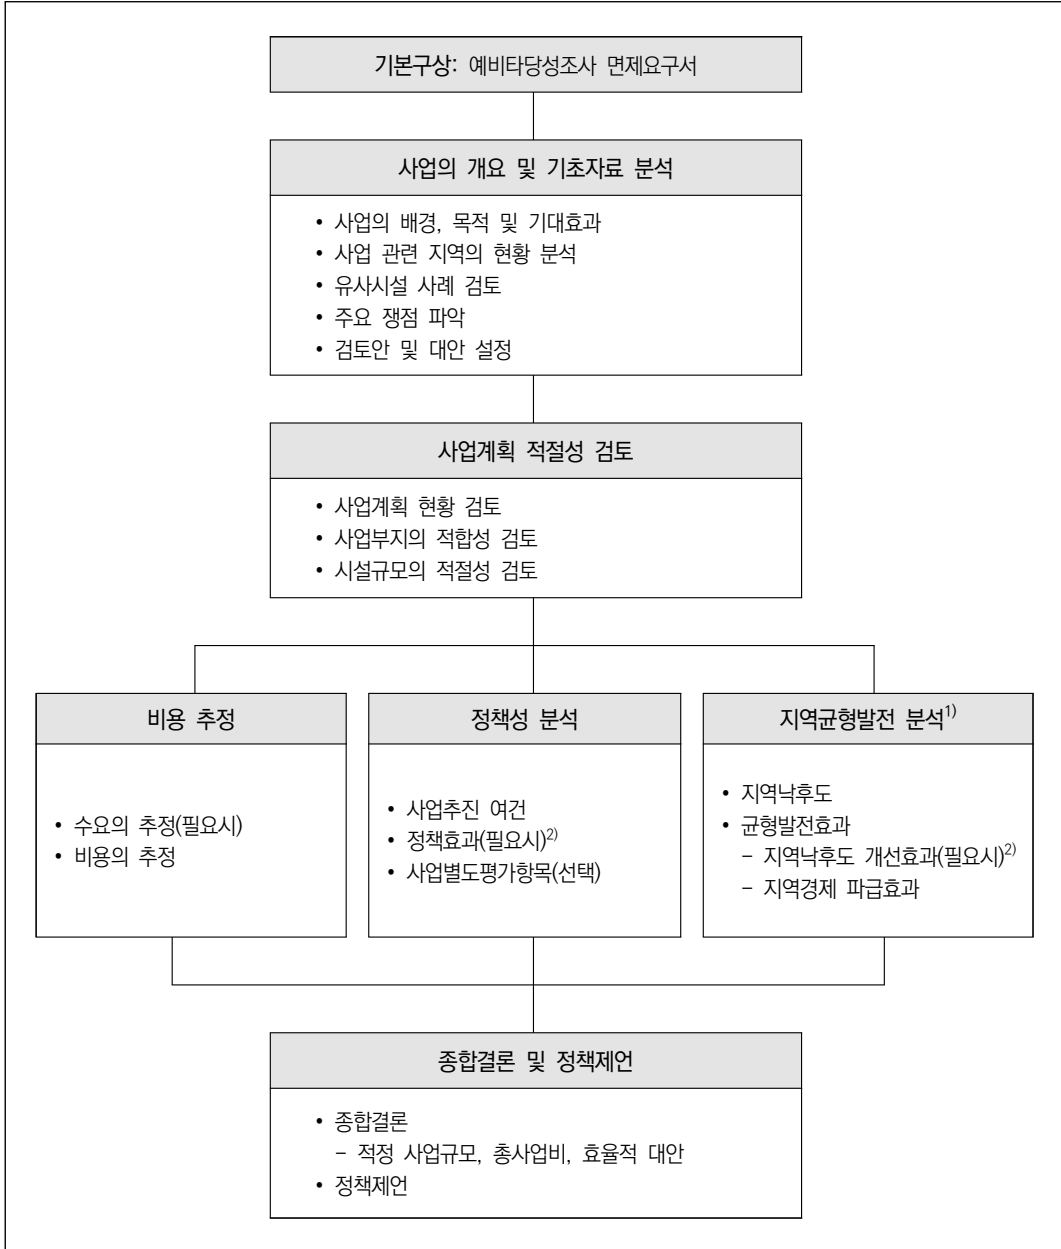 기본구상: 예비타당성조사 면제요구서
사업의 개요 및 기초자료 분석
• 사업의 배경, 목적 및 기대효과
• 사업 관련 지역의 현황 분석
• 유사시설 사례 검토
• 주요 쟁점 파악
• 검토안 및 대안 설정
사업계획 적절성 검토
• 사업계획 현황 검토
• 사업부지의 적합성 검토
• 시설규모의 적절성 검토
비용 추정
• 수요의 추정(필요시)
• 비용의 추정
정책성 분석
• 사업추진 여건
• 정책효과(필요시)2)
• 사업별도평가항목(선택)
지역균형발전 분석1)
• 지역낙후도
• 균형발전효과
− 지역낙후도 개선효과(필요시)2)
− 지역경제 파급효과
종합결론 및 정책제언
• 종합결론
− 적정 사업규모, 총사업비, 효율적 대안
• 정책제언